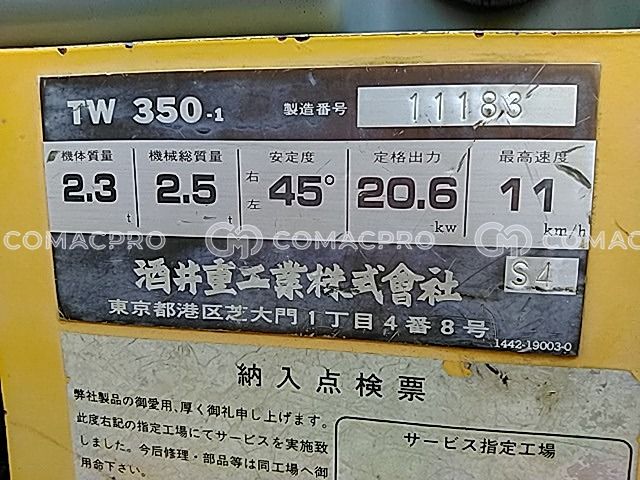 TW 350-1 製造番号 11183
機体質量 機械総質量 安定度 定格出力 最高速度
2.3 t 2.5 t 右左 45° 20.6 kw 11 km/h
COMACPRO COMACPRO COMACPRO
酒井重工業株式會社 S4
東京都港区芝大門1丁目4番8号
1442-19003-0
納入点検票
弊社製品の御愛用、厚く御礼申し上げます。
此度右記の指定工場にてサービスを実施致
しました。今后修理・部品等は同工場へ御
用命下さい。
サービス指定工場